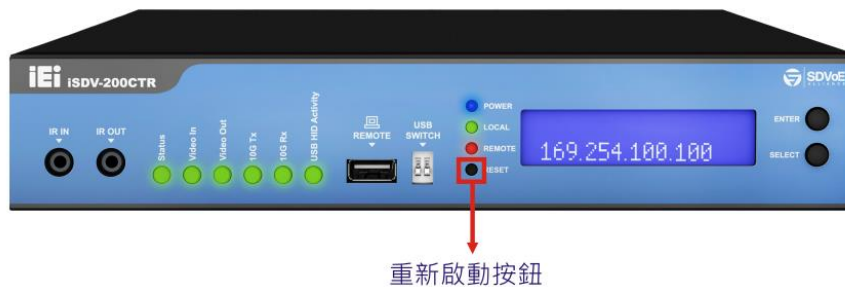 iEi iSDV-200CTR
SDVoE
IR IN
IR OUT
Status
Video In
Video Out
10G Tx
10G Rx
USB HID Activity
REMOTE
USB
SWITCH
POWER
LOCAL
REMOTE
RESET
169.254.100.100
ENTER
SELECT
重新啟動按鈕